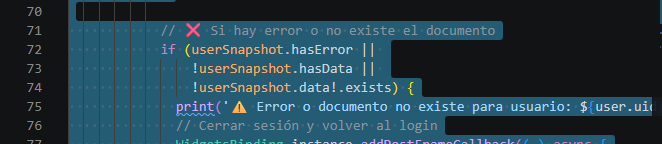 70
71 // ❌ Si hay error o no existe el documento
72 if (userSnapshot.hasError ||
73 !userSnapshot.hasData ||
74 !userSnapshot.data!.exists) {
75 print('⚠️ Error o documento no existe para usuario: ${user.uid
76 // Cerrar sesión y volver al login
77 WidgetsBinding.instance.addPostFrameCallback((_) async {